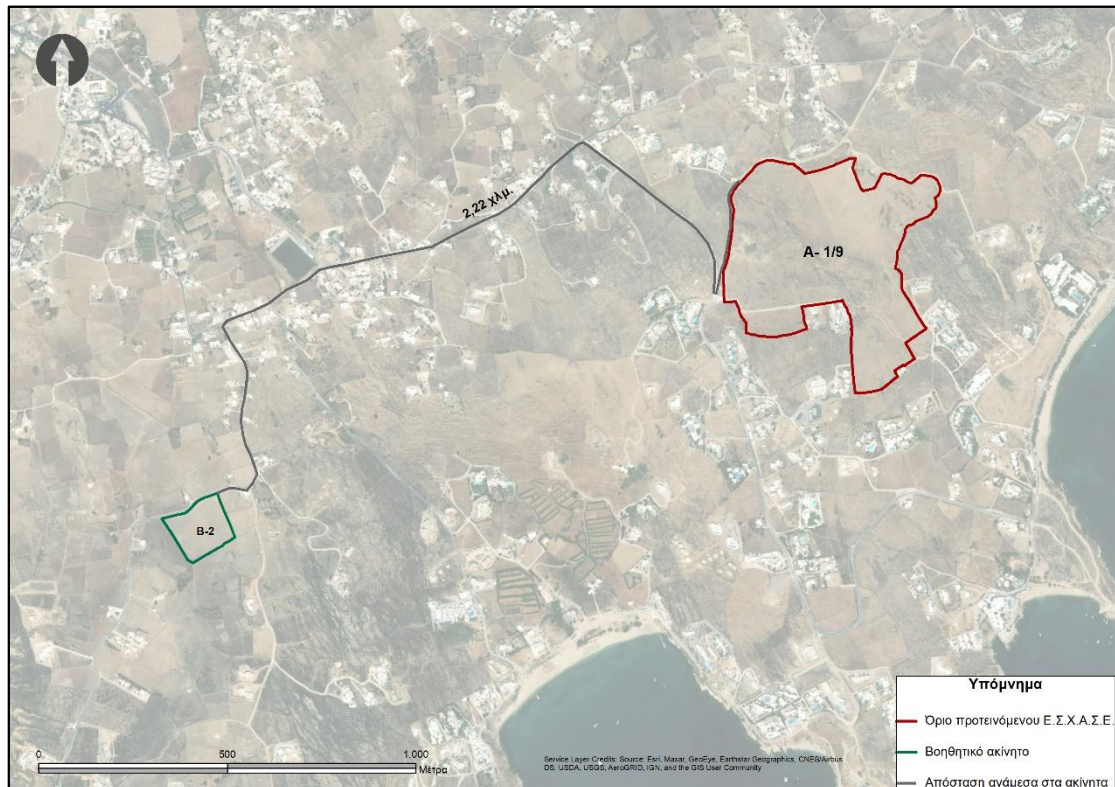 2,22 χλμ.
Α- 1/9
Β-2
Υπόμνημα
Όριο προτεινόμενου Ε.Σ.Χ.Α.Σ.Ε.
Βοηθητικό ακίνητο
Απόσταση ανάμεσα στα ακίνητα
0 500 1.000
Μέτρα
Service Layer Credits: Source: Esri, Maxar, GeoEye, Earthstar Geographics, CNES/Airbus
DS, USDA, USGS, AeroGRID, IGN, and the GIS User Community